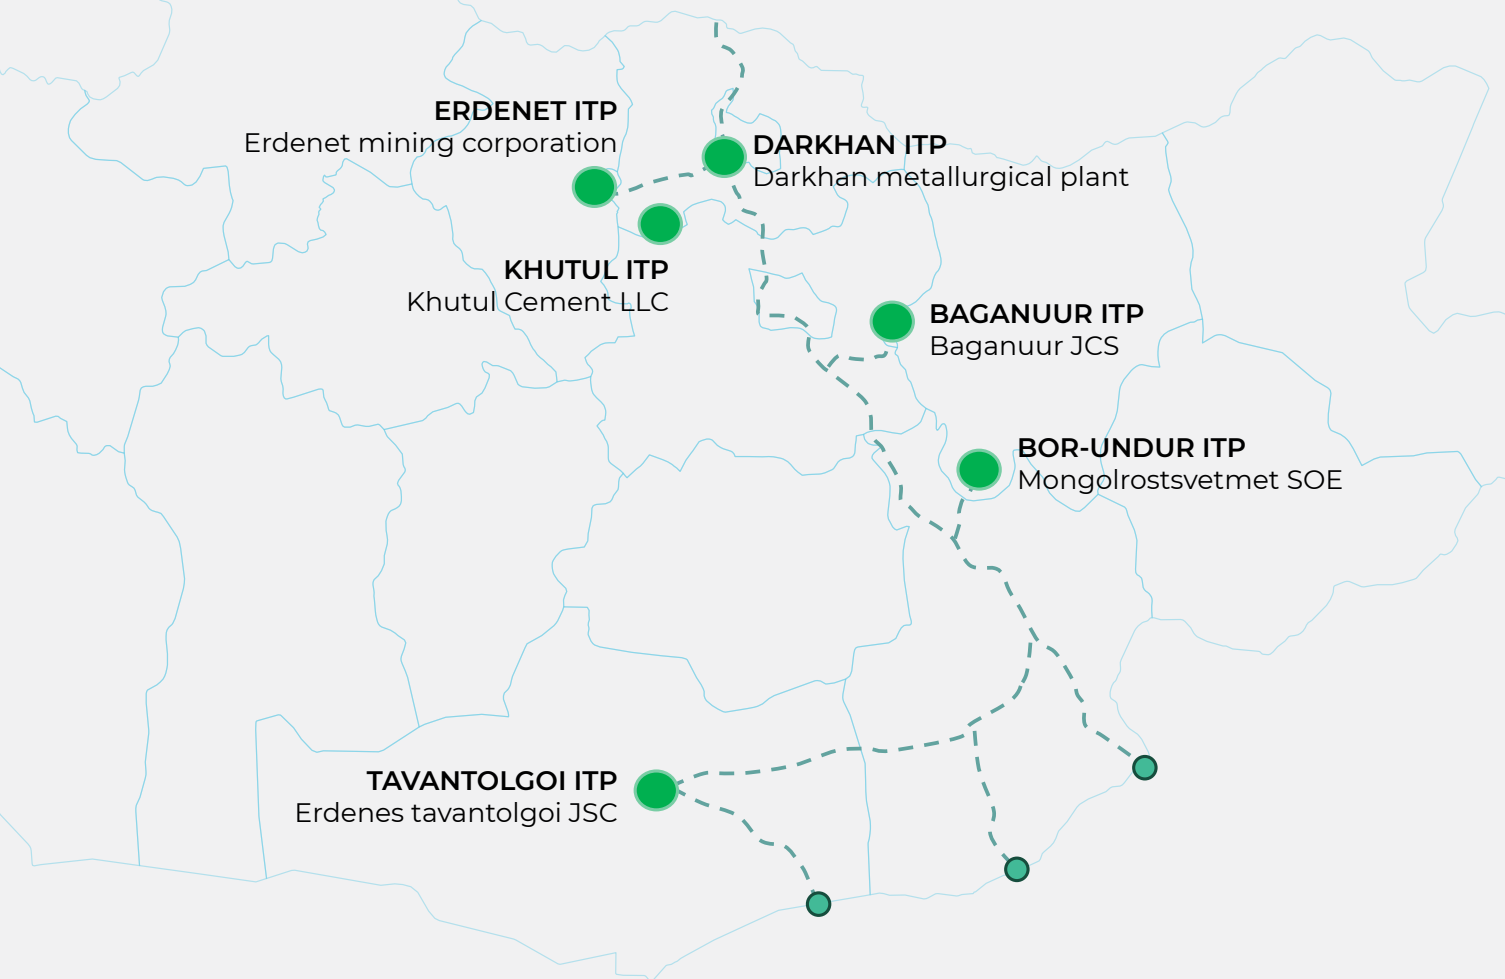 ERDENET ITP
Erdenet mining corporation
DARKHAN ITP
Darkhan metallurgical plant
KHUTUL ITP
Khutul Cement LLC
BAGANUUR ITP
Baganuur JCS
BOR-UNDUR ITP
Mongolrostsvetmet SOE
TAVANTOLGOI ITP
Erdenes tavantolgoi JSC